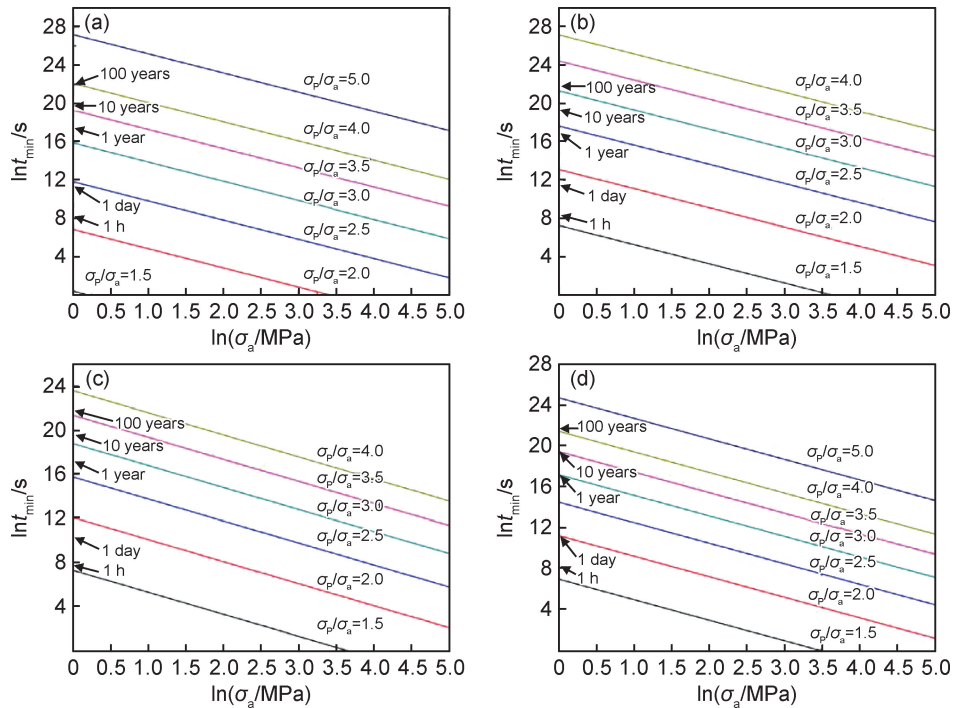 (a)
28
24
20
16
12
8
4
ln tmin/s
100 years
10 years
1 year
1 day
1 h
σP/σa=5.0
σP/σa=4.0
σP/σa=3.5
σP/σa=3.0
σP/σa=2.5
σP/σa=2.0
σP/σa=1.5
0 0.5 1.0 1.5 2.0 2.5 3.0 3.5 4.0 4.5 5.0
ln(σa/MPa)
(b)
28
24
20
16
12
8
4
ln tmin/s
100 years
10 years
1 year
1 day
1 h
σP/σa=4.0
σP/σa=3.5
σP/σa=3.0
σP/σa=2.5
σP/σa=2.0
σP/σa=1.5
0 0.5 1.0 1.5 2.0 2.5 3.0 3.5 4.0 4.5 5.0
ln(σa/MPa)
(c)
24
20
16
12
8
4
ln tmin/s
100 years
10 years
1 year
1 day
1 h
σP/σa=4.0
σP/σa=3.5
σP/σa=3.0
σP/σa=2.5
σP/σa=2.0
σP/σa=1.5
0 0.5 1.0 1.5 2.0 2.5 3.0 3.5 4.0 4.5 5.0
ln(σa/MPa)
(d)
28
24
20
16
12
8
4
ln tmin/s
100 years
10 years
1 year
1 day
1 h
σP/σa=5.0
σP/σa=4.0
σP/σa=3.5
σP/σa=3.0
σP/σa=2.5
σP/σa=2.0
σP/σa=1.5
0 0.5 1.0 1.5 2.0 2.5 3.0 3.5 4.0 4.5 5.0
ln(σa/MPa)